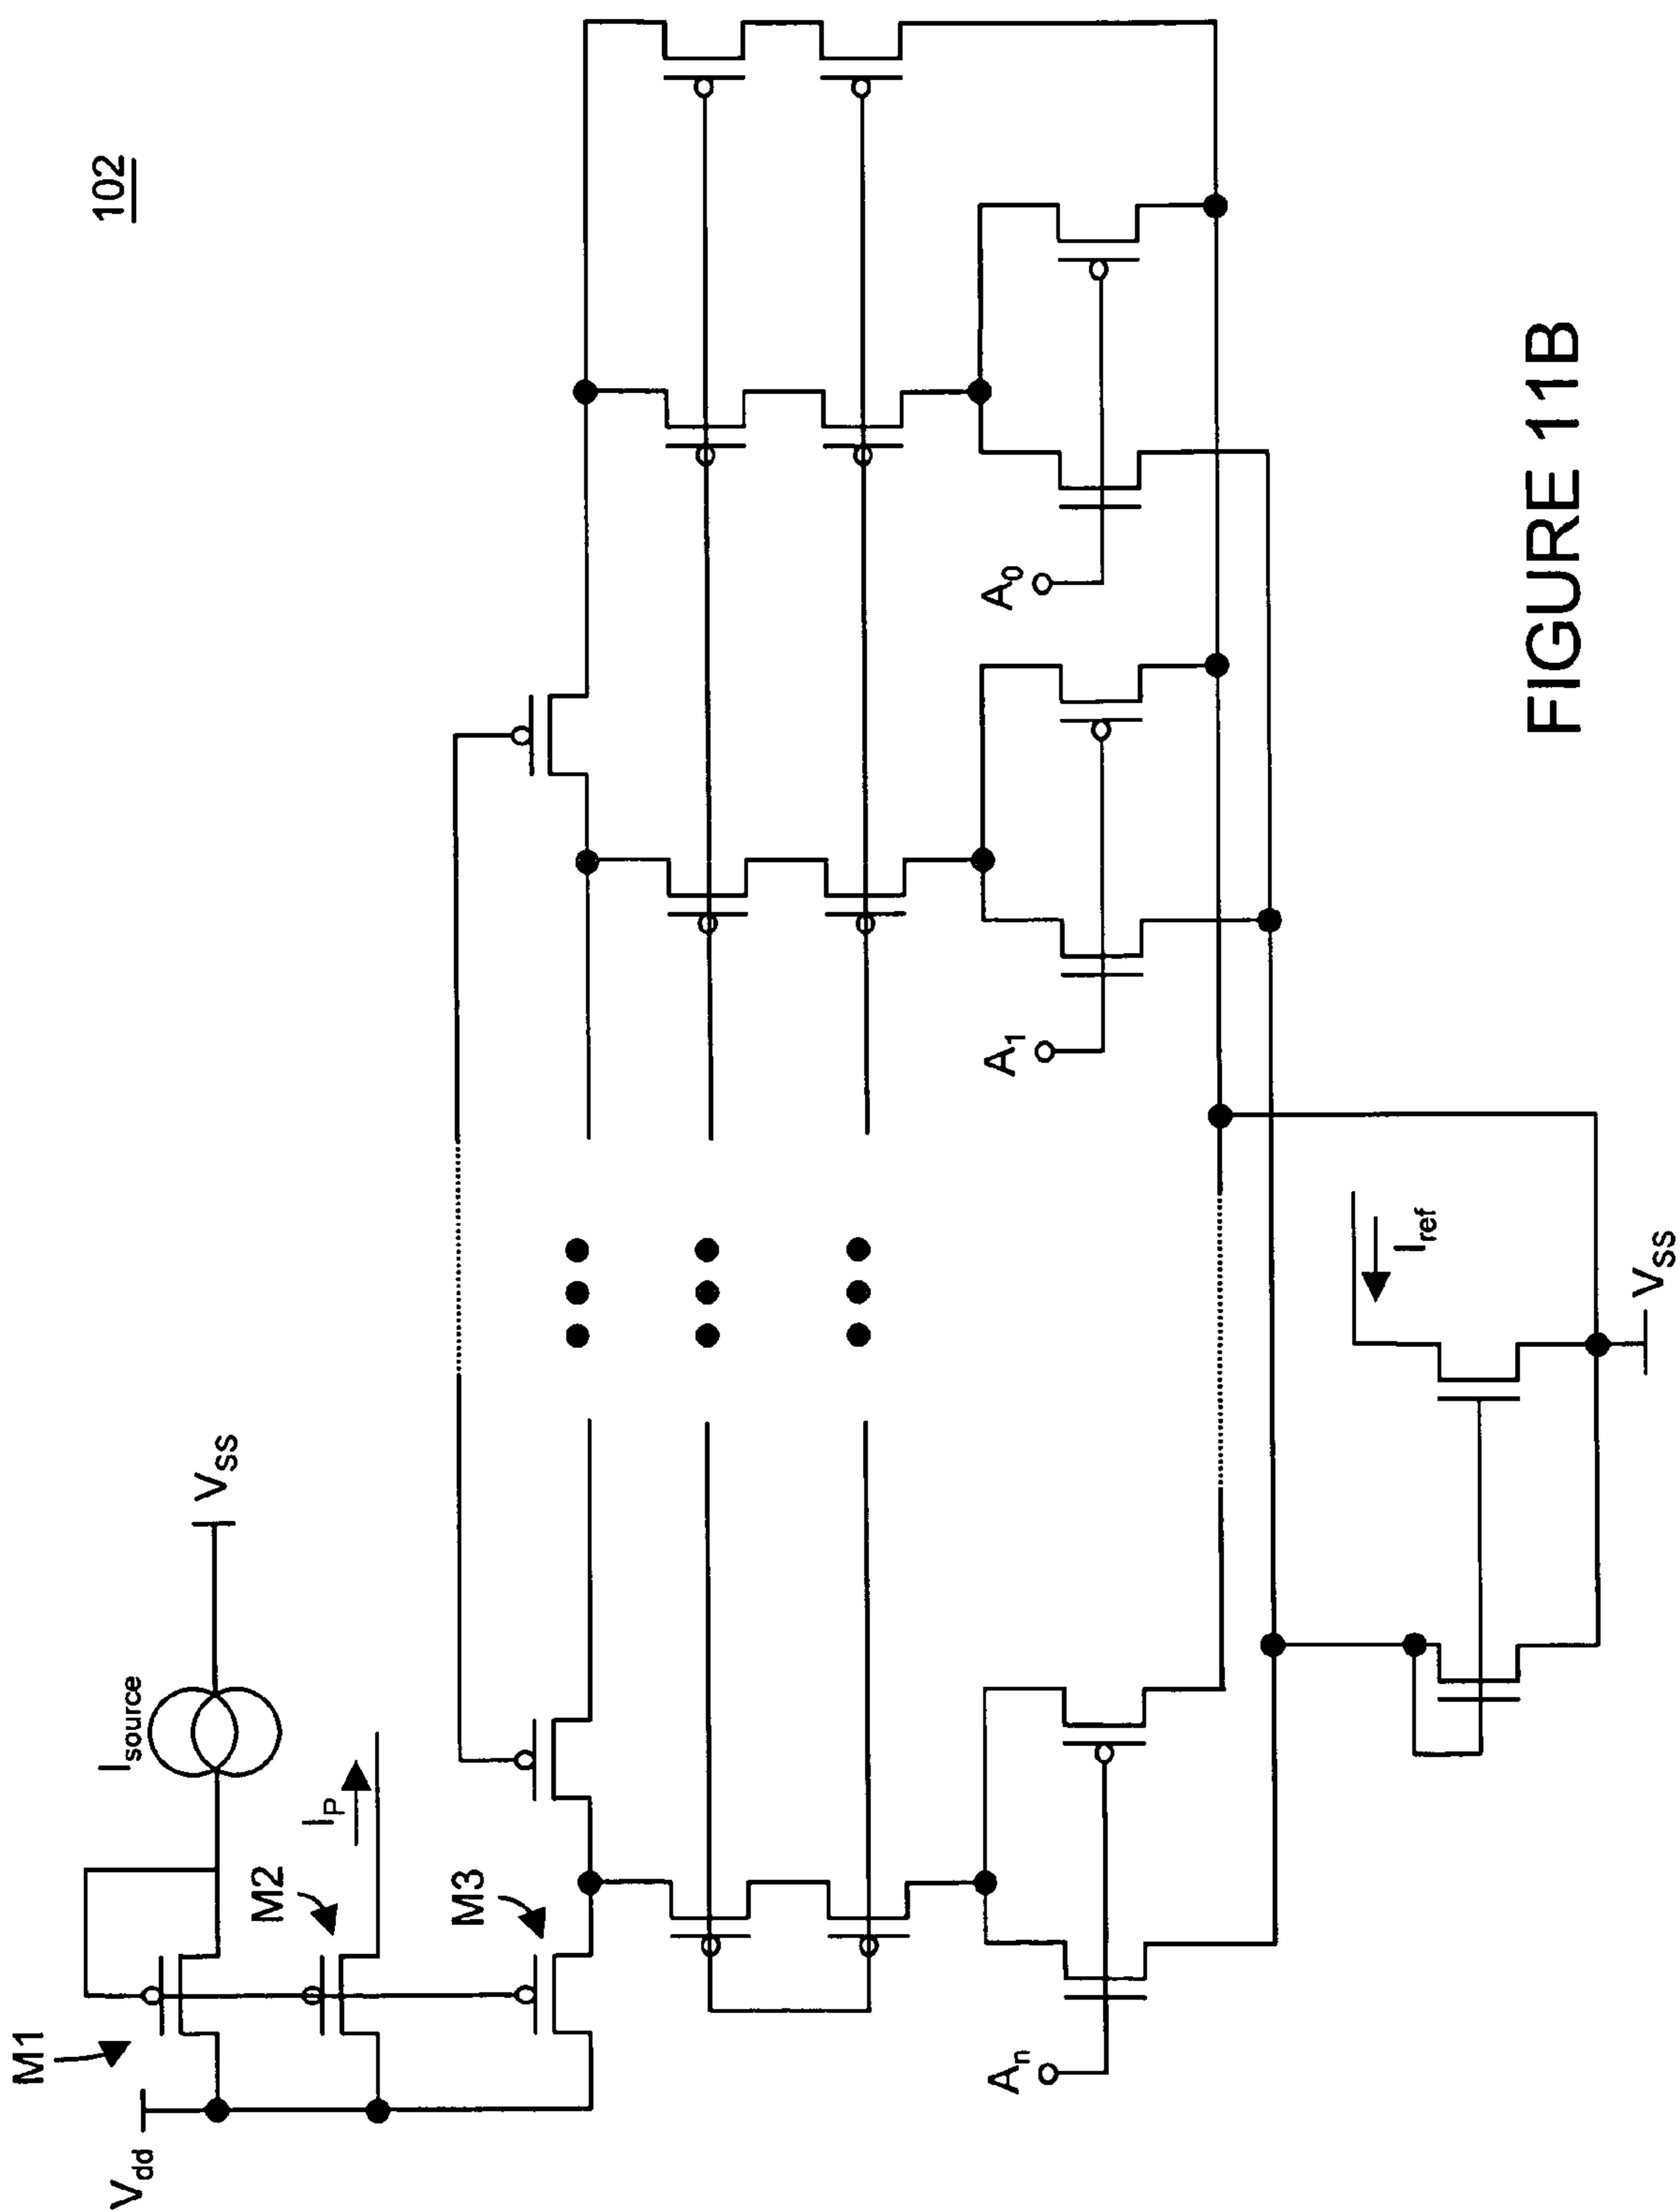 102
M1
Vdd
Isource
VSS
M2
IP
M3
An
A1
A0
Iref
VSS
FIGURE 11B